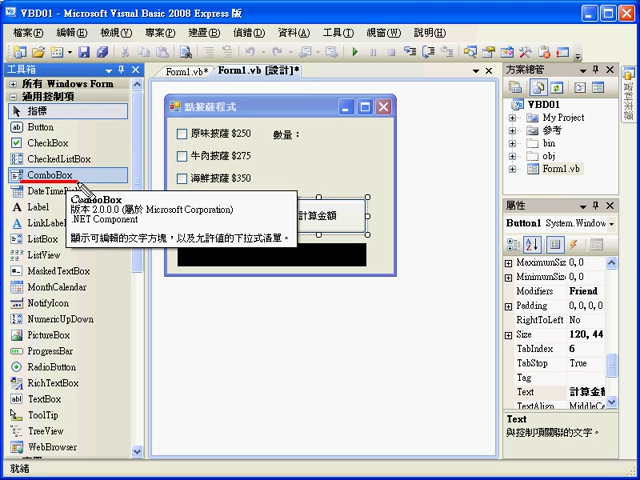 VBD01 - Microsoft Visual Basic 2008 Express 版
檔案(F) 編輯(E) 檢視(V) 專案(P) 建置(B) 偵錯(D) 資料(A) 工具(T) 視窗(W) 說明(H)
工具箱
所有 Windows Form
通用控制項
指標
Button
CheckBox
CheckedListBox
ComboBox
Label
LinkLabel
ListBox
ListView
MaskedTextBox
MonthCalendar
NotifyIcon
NumericUpDown
PictureBox
ProgressBar
RadioButton
RichTextBox
TextBox
ToolTip
TreeView
WebBrowser
就緒
Form1.vb* Form1.vb [設計]*
點披薩程式
原味披薩 $250 數量：
牛肉披薩 $275
海鮮披薩 $350
計算金額
ComboBox
版本 2.0.0.0 (屬於 Microsoft Corporation)
.NET Component
顯示可編輯的文字方塊，以及允許值的下拉式清單。
方案總管
VBD01
My Project
參考
bin
obj
Form1.vb
資料來源
屬性
Button1 System.Window
MaximumSiz 0, 0
MinimumSiz 0, 0
Modifiers Friend
Padding 0, 0, 0, 0
RightToLeft No
Size 120, 44
TabIndex 6
TabStop True
Tag
Text 計算金額
TextAlign MiddleCe
Text
與控制項關聯的文字。